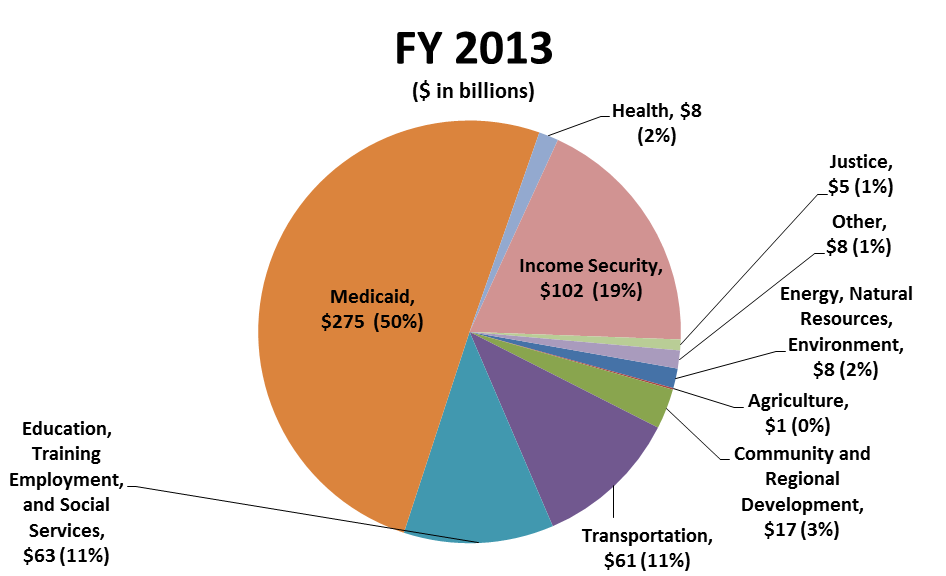 FY 2013
($ in billions)
Health, $8
(2%)
Justice,
$5 (1%)
Other,
$8 (1%)
Income Security,
$102 (19%)
Medicaid,
$275 (50%)
Energy, Natural
Resources,
Environment,
$8 (2%)
Agriculture,
$1 (0%)
Community and
Regional
Development,
$17 (3%)
Education,
Training
Employment,
and Social
Services,
$63 (11%)
Transportation,
$61 (11%)